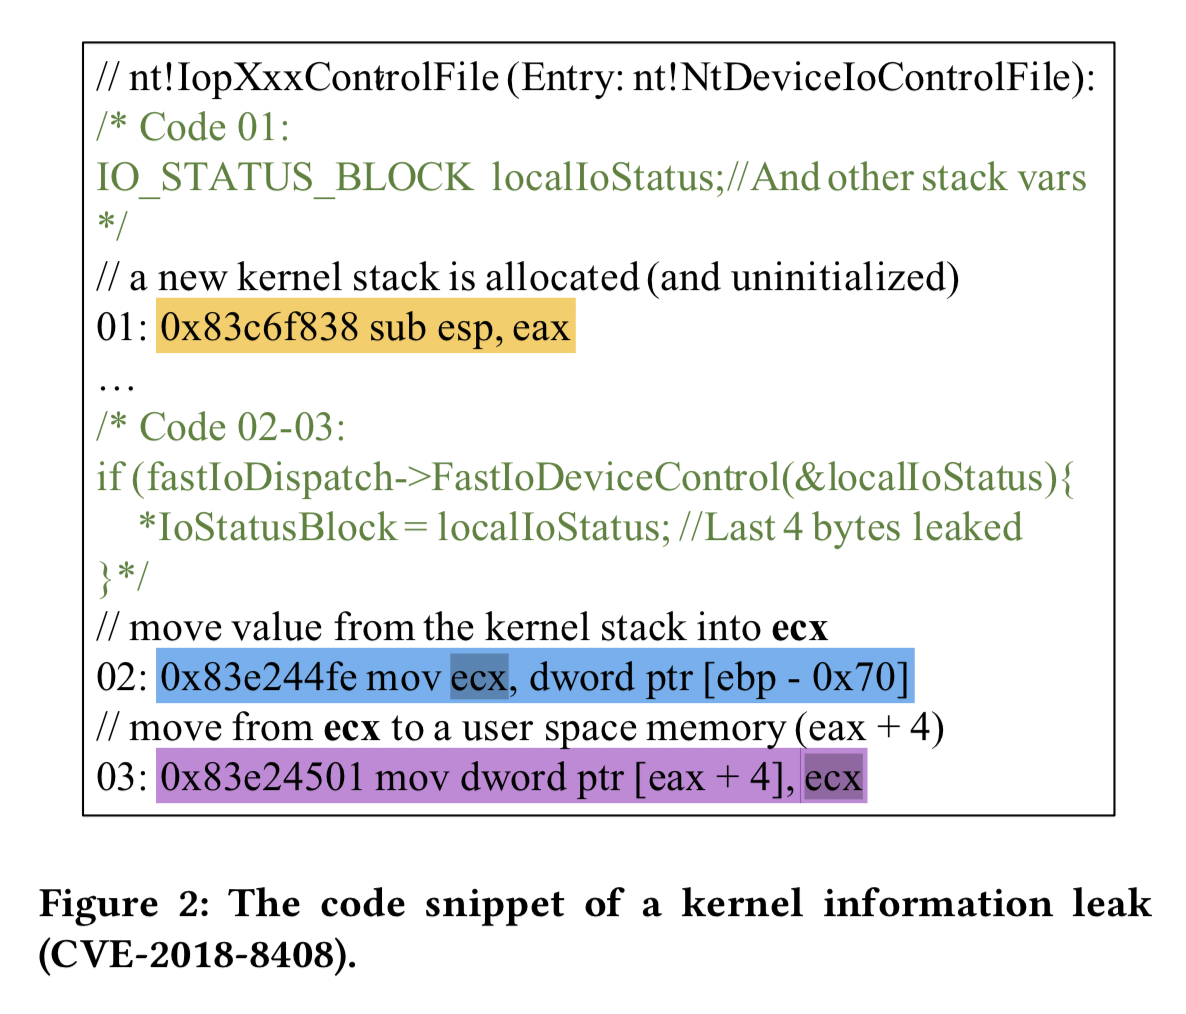 // nt!IopXxxControlFile (Entry: nt!NtDeviceIoControlFile):
/* Code 01:
IO_STATUS_BLOCK localIoStatus;//And other stack vars
*/
// a new kernel stack is allocated (and uninitialized)
01: 0x83c6f838 sub esp, eax
...
/* Code 02-03:
if (fastIoDispatch->FastIoDeviceControl(&localIoStatus){
*IoStatusBlock = localIoStatus; //Last 4 bytes leaked
}*/
// move value from the kernel stack into ecx
02: 0x83e244fe mov ecx, dword ptr [ebp - 0x70]
// move from ecx to a user space memory (eax + 4)
03: 0x83e24501 mov dword ptr [eax + 4], ecx
Figure 2: The code snippet of a kernel information leak
(CVE-2018-8408).